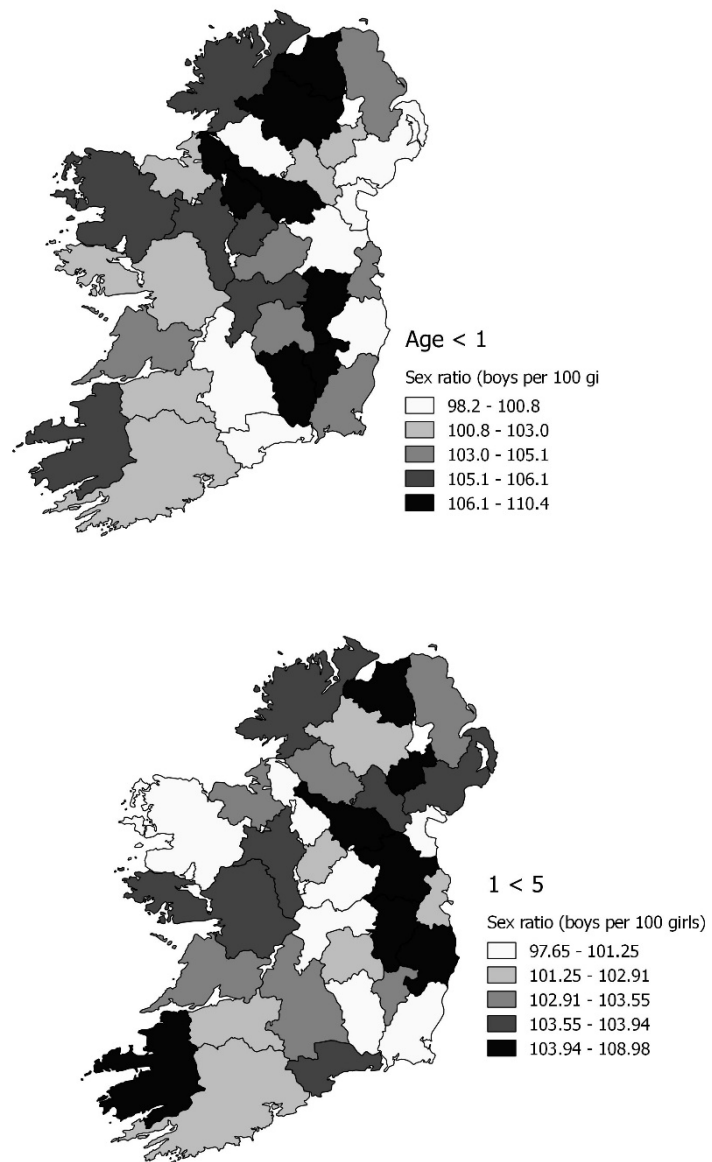 Age < 1
Sex ratio (boys per 100 gi
98.2 - 100.8
100.8 - 103.0
103.0 - 105.1
105.1 - 106.1
106.1 - 110.4
1 < 5
Sex ratio (boys per 100 girls)
97.65 - 101.25
101.25 - 102.91
102.91 - 103.55
103.55 - 103.94
103.94 - 108.98